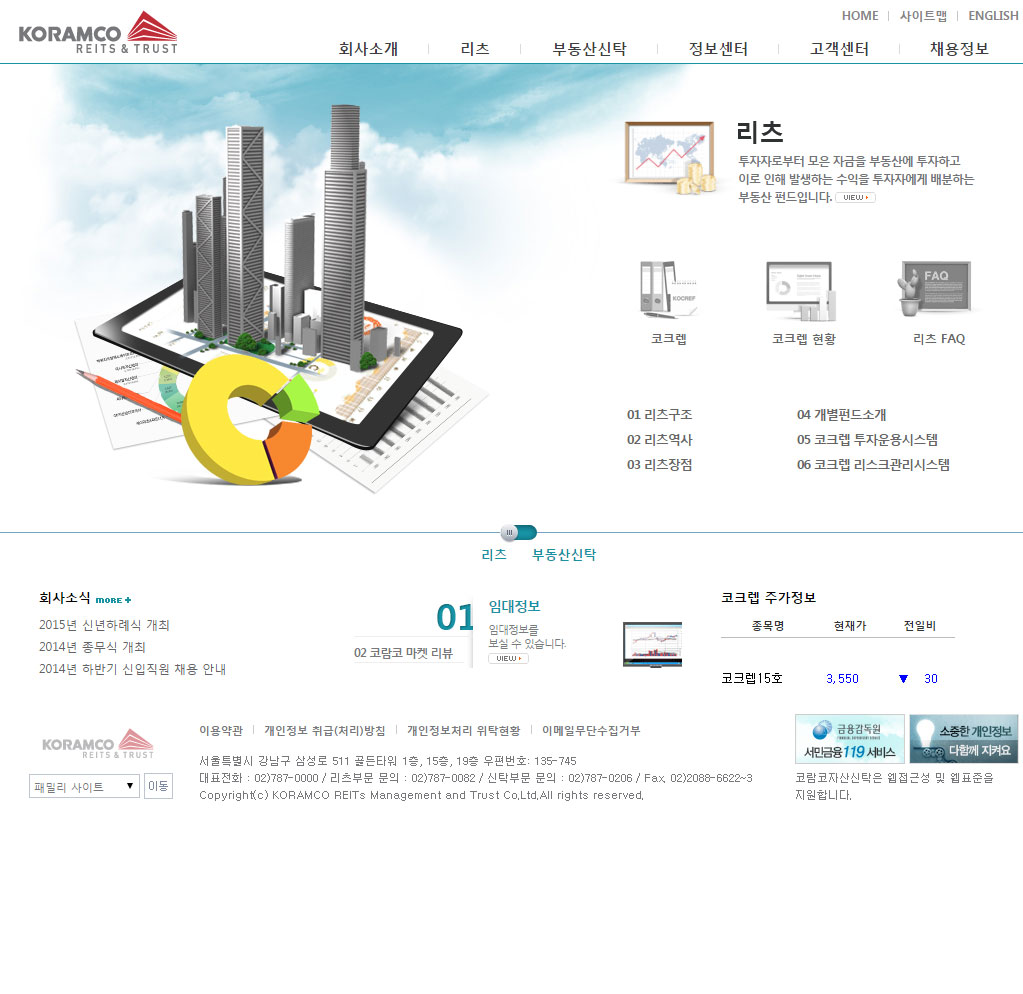 HOME 사이트맵 ENGLISH
KORAMCO
REITS & TRUST
회사소개 리츠 부동산신탁 정보센터 고객센터 채용정보
리츠
투자자로부터 모은 자금을 부동산에 투자하고
이로 인해 발생하는 수익을 투자자에게 배분하는
부동산 펀드입니다. VIEW
KOCREF
FAQ
코크렙 코크렙 현황 리츠 FAQ
01 리츠구조 04 개별펀드소개
02 리츠역사 05 코크렙 투자운용시스템
03 리츠장점 06 코크렙 리스크관리시스템
리츠 부동산신탁
회사소식 MORE +
2015년 신년하례식 개최
2014년 종무식 개최
2014년 하반기 신입직원 채용 안내
01
02 코람코 마켓 리뷰
임대정보
임대정보를
보실 수 있습니다.
VIEW
코크렙 주가정보
종목명 현재가 전일비
코크렙15호 3,550 ▼ 30
KORAMCO
REITS & TRUST
패밀리 사이트 ▼ 이동
이용약관 개인정보 취급(처리)방침 개인정보처리 위탁현황 이메일무단수집거부
서울특별시 강남구 삼성로 511 골든타워 1층, 15층, 19층 우편번호: 135-745
대표전화 : 02)787-0000 / 리츠부문 문의 : 02)787-0082 / 신탁부문 문의 : 02)787-0206 / Fax. 02)2088-6622~3
Copyright(c) KORAMCO REITs Management and Trust Co,Ltd,All rights reserved.
금융감독원
서민금융119 서비스
소중한 개인정보
다함께 지켜요
코람코자산신탁은 웹접근성 및 웹표준을
지원합니다.